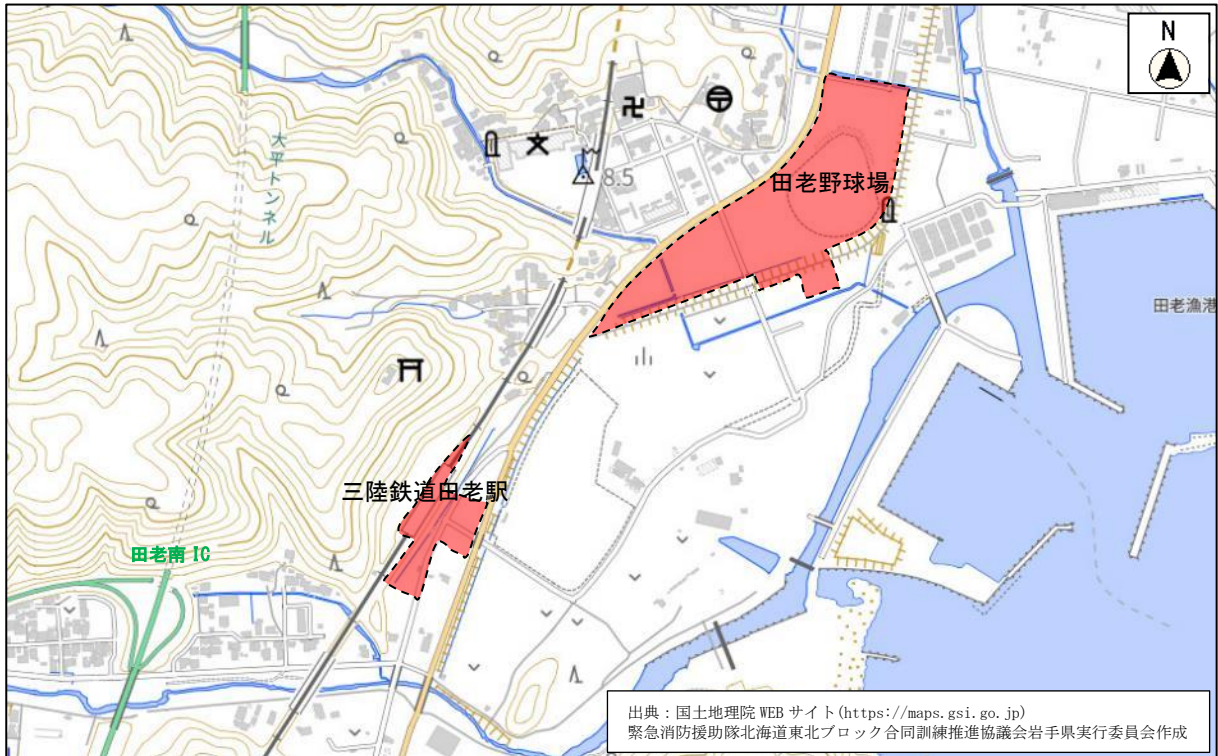 N
大平トンネル
8.5
田老野球場
田老漁港
三陸鉄道田老駅
田老南 IC
出典：国土地理院 WEB サイト(https://maps.gsi.go.jp)
緊急消防援助隊北海道東北ブロック合同訓練推進協議会岩手県実行委員会作成